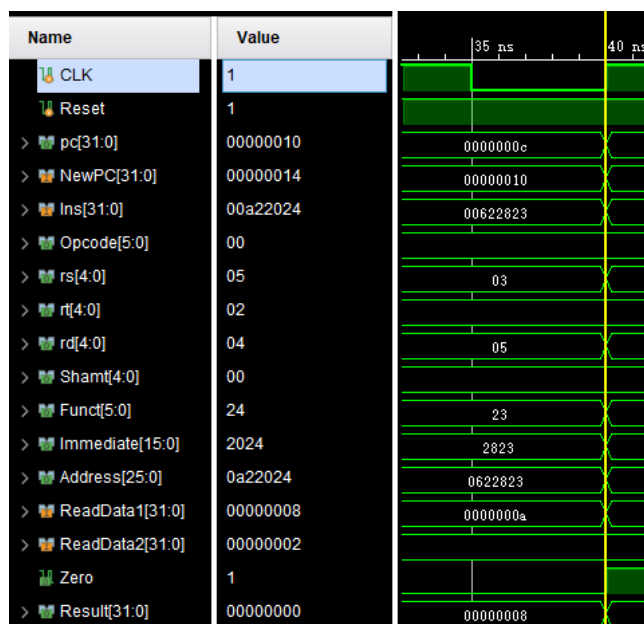 Name Value 35 ns 40 ns
CLK 1
Reset 1
pc[31:0] 00000010 0000000c
NewPC[31:0] 00000014 00000010
Ins[31:0] 00a22024 00622823
Opcode[5:0] 00
rs[4:0] 05 03
rt[4:0] 02
rd[4:0] 04 05
Shamt[4:0] 00
Funct[5:0] 24 23
Immediate[15:0] 2024 2823
Address[25:0] 0a22024 0622823
ReadData1[31:0] 00000008 0000000a
ReadData2[31:0] 00000002
Zero 1
Result[31:0] 00000000 00000008